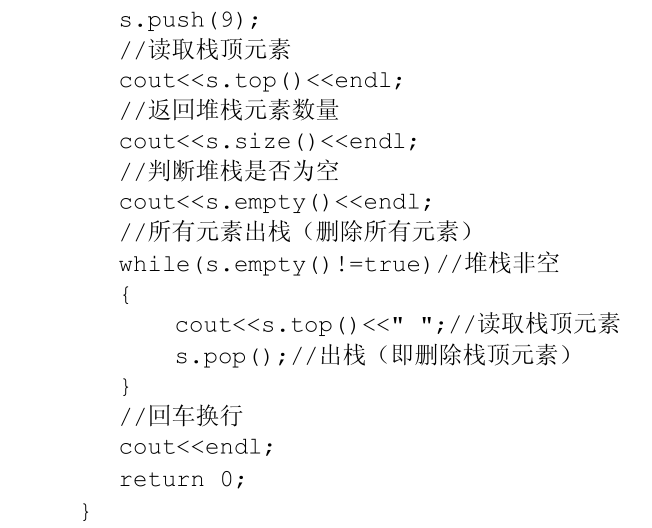 s.push(9);
//读取栈顶元素
cout<<s.top()<<endl;
//返回堆栈元素数量
cout<<s.size()<<endl;
//判断堆栈是否为空
cout<<s.empty()<<endl;
//所有元素出栈（删除所有元素）
while(s.empty()!=true)//堆栈非空
{
cout<<s.top()<<" ";//读取栈顶元素
s.pop();//出栈（即删除栈顶元素）
}
//回车换行
cout<<endl;
return 0;
}